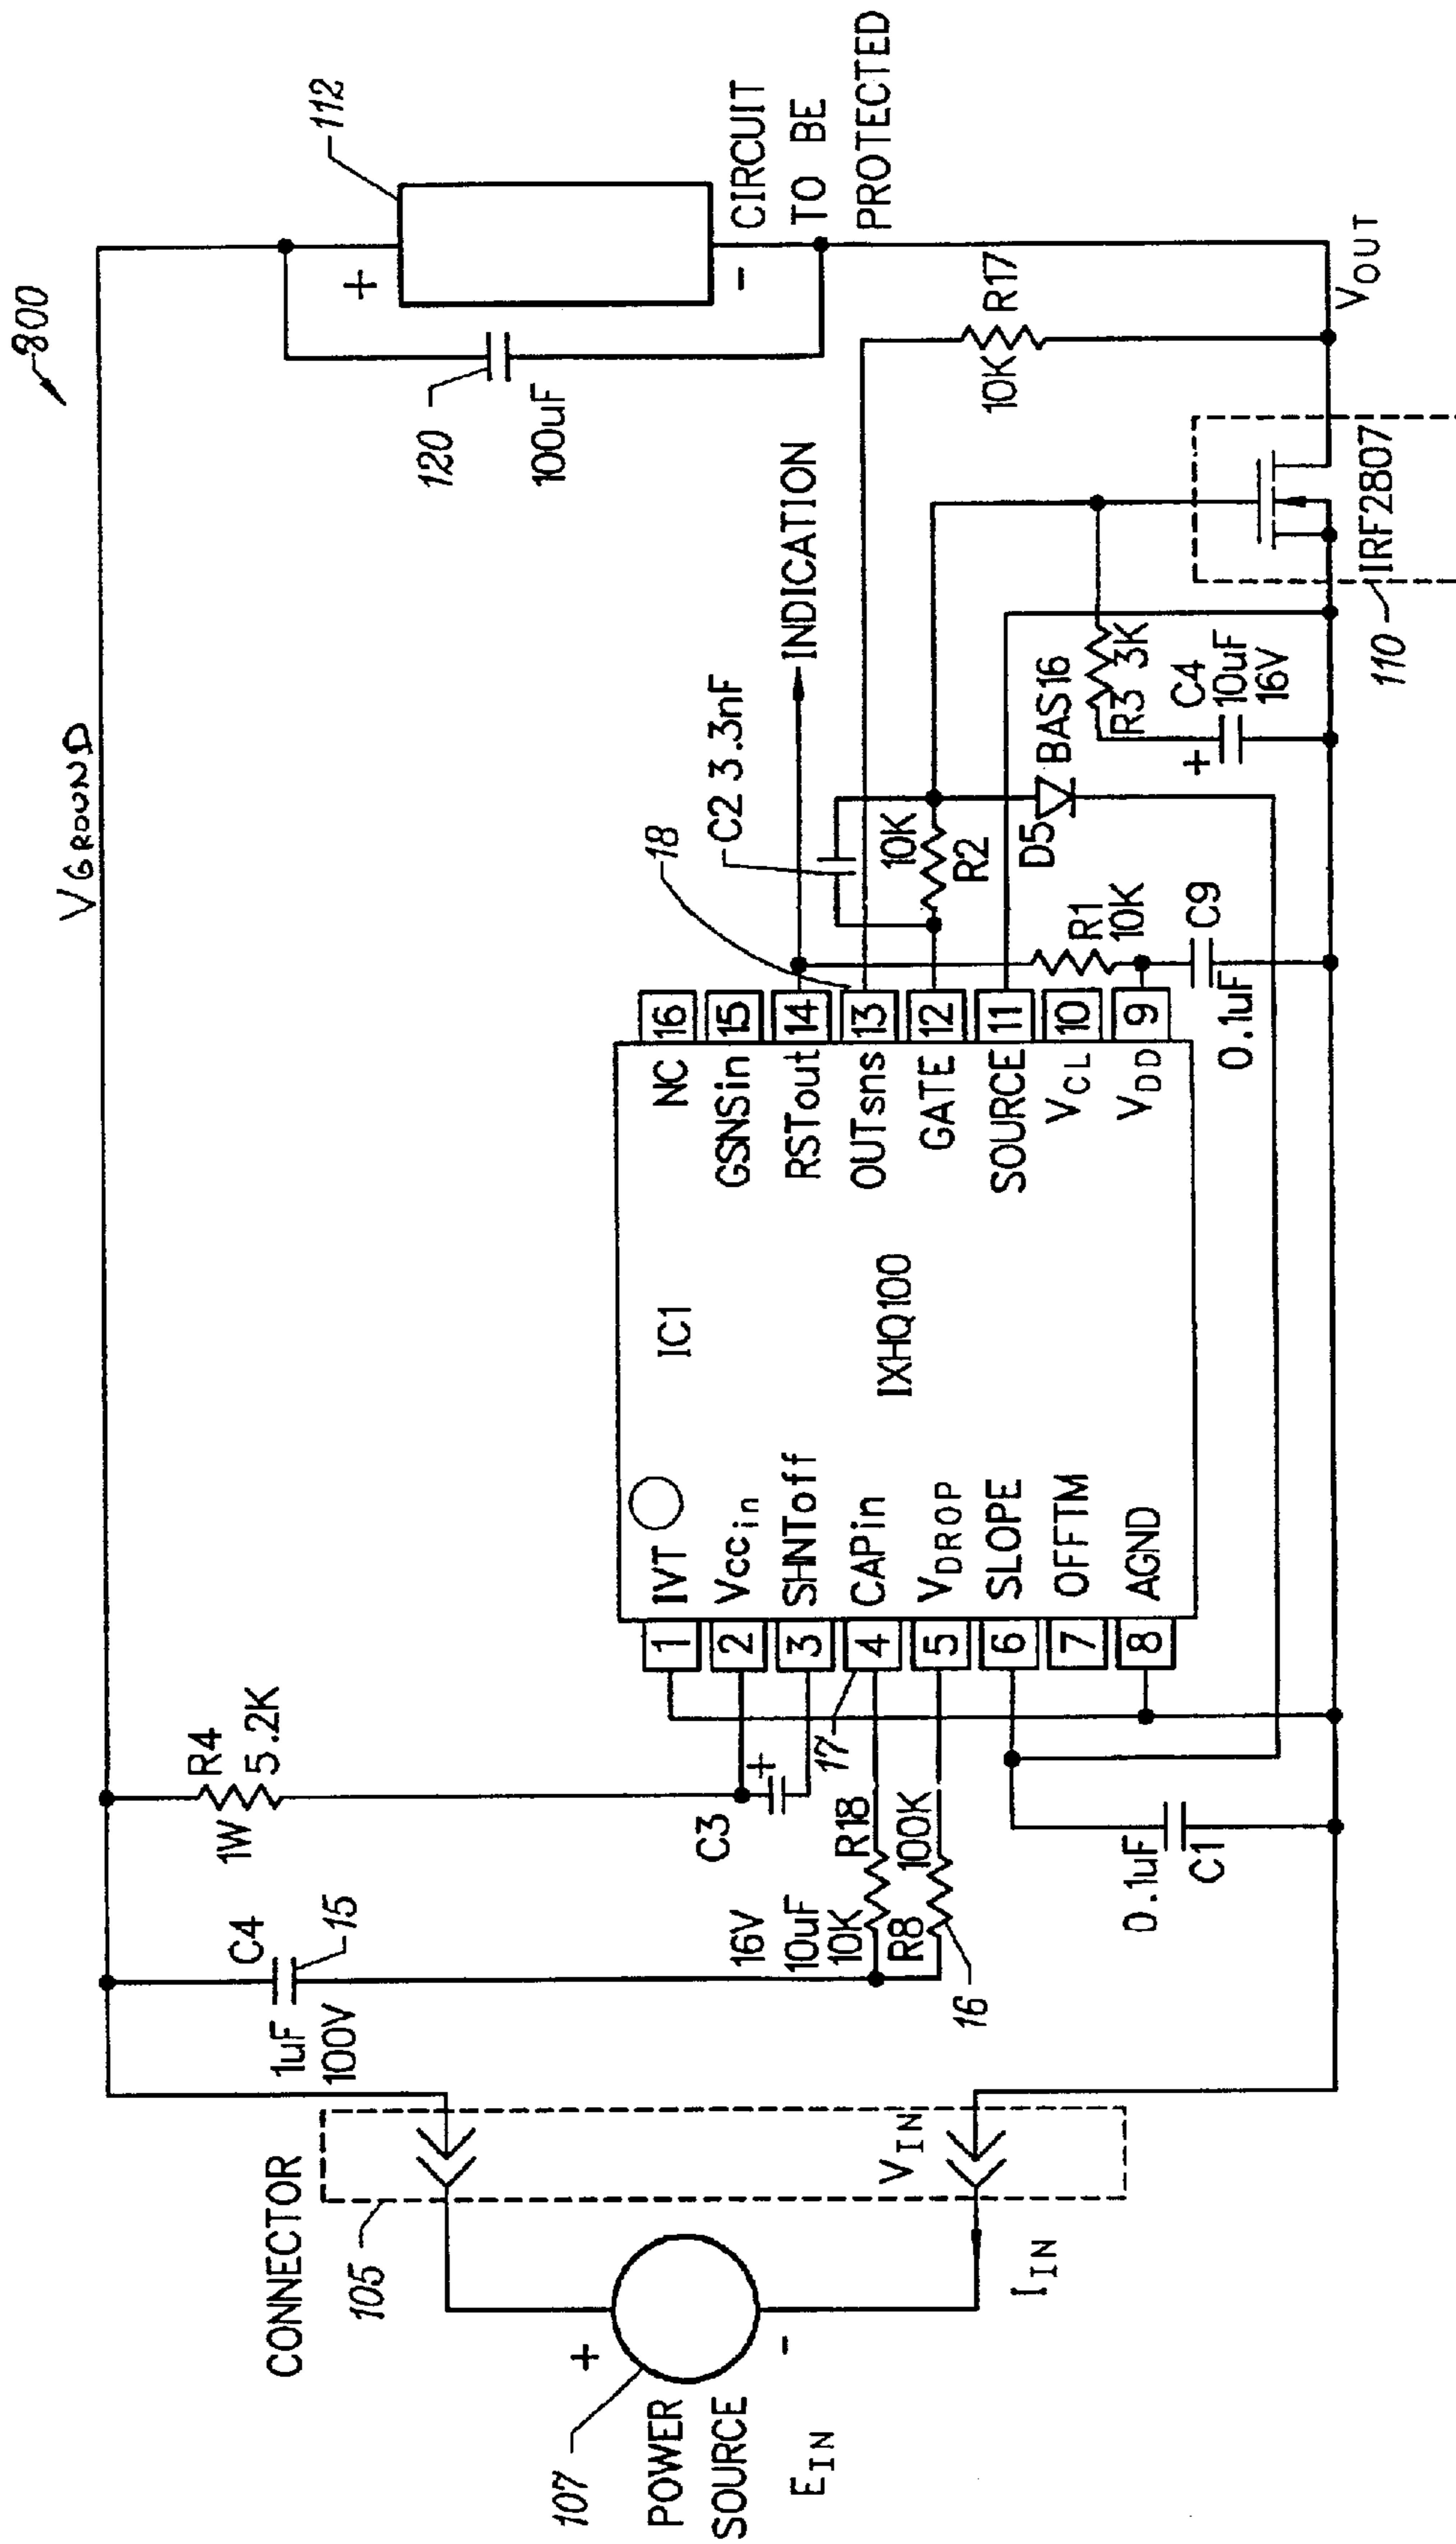 800
VGROUND
CONNECTOR
105
107
POWER
SOURCE
EIN
+
-
IIN
VIN
C4
15
1uF
100V
R4
5.2K
1W
C3
+
16V
10uF
10K
R18
100K
R8
16
17
0.1uF
C1
1
2
3
4
5
6
7
8
IVT
Vccin
SHNToff
CAPin
VDROP
SLOPE
OFFTM
AGND
IC1
IXHQ100
NC
GSNSin
RSTout
OUTsns
GATE
SOURCE
VCL
VDD
16
15
14
13
12
11
10
9
18
C2 3.3nF
INDICATION
10K
R2
D5
BAS16
R1
10K
C9
0.1uF
R3 3K
C4
10uF
16V
+
110
IRF2807
10K
R17
VOUT
120
100uF
112
+
-
CIRCUIT
TO BE
PROTECTED